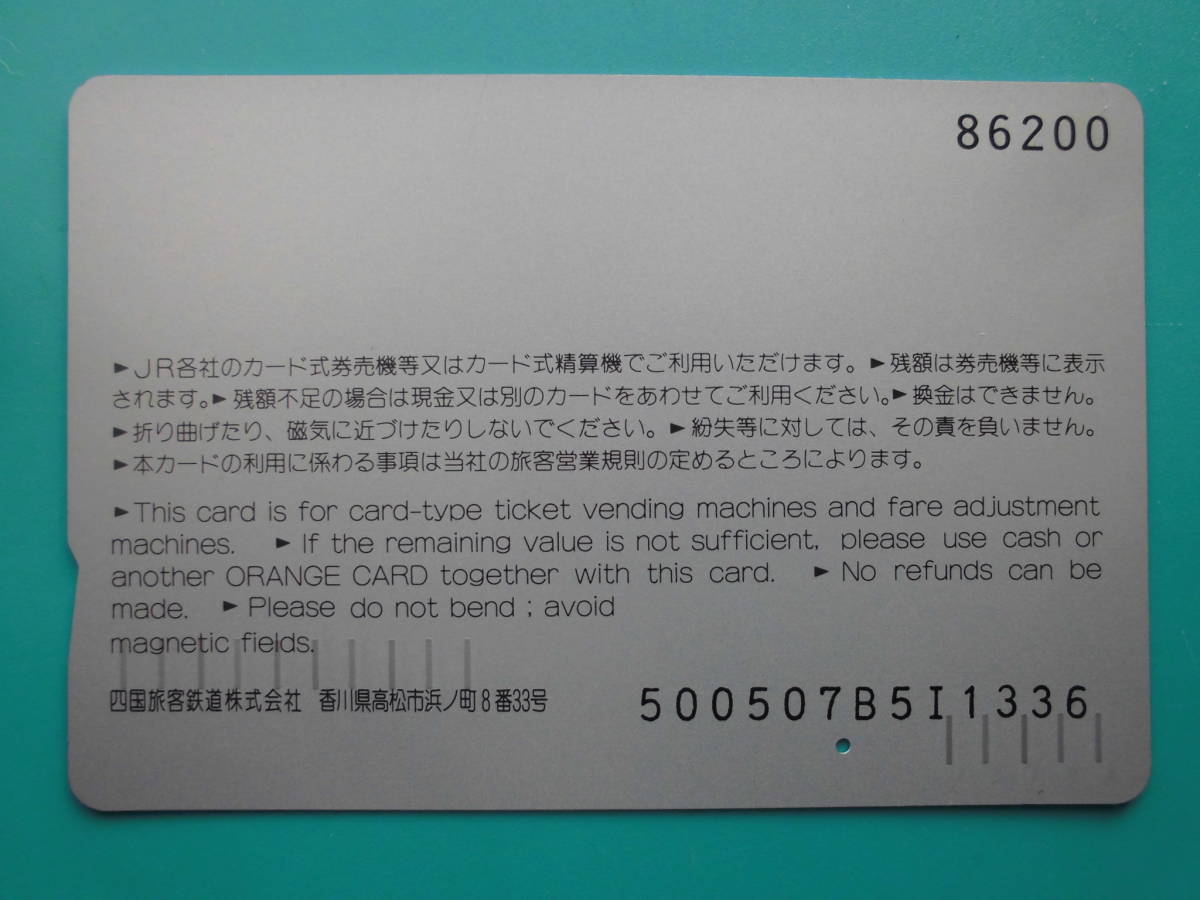 86200
►JR各社のカード式券売機等又はカード式精算機でご利用いただけます。►残額は券売機等に表示
されます。►残額不足の場合は現金又は別のカードをあわせてご利用ください。►換金はできません。
►折り曲げたり、磁気に近づけたりしないでください。►紛失等に対しては、その責を負いません。
►本カードの利用に係わる事項は当社の旅客営業規則の定めるところによります。
►This card is for card-type ticket vending machines and fare adjustment
machines. ►If the remaining value is not sufficient, please use cash or
another ORANGE CARD together with this card. ►No refunds can be
made. ►Please do not bend ; avoid
magnetic fields.
四国旅客鉄道株式会社 香川県高松市浜ノ町8番33号
500507B5I1336